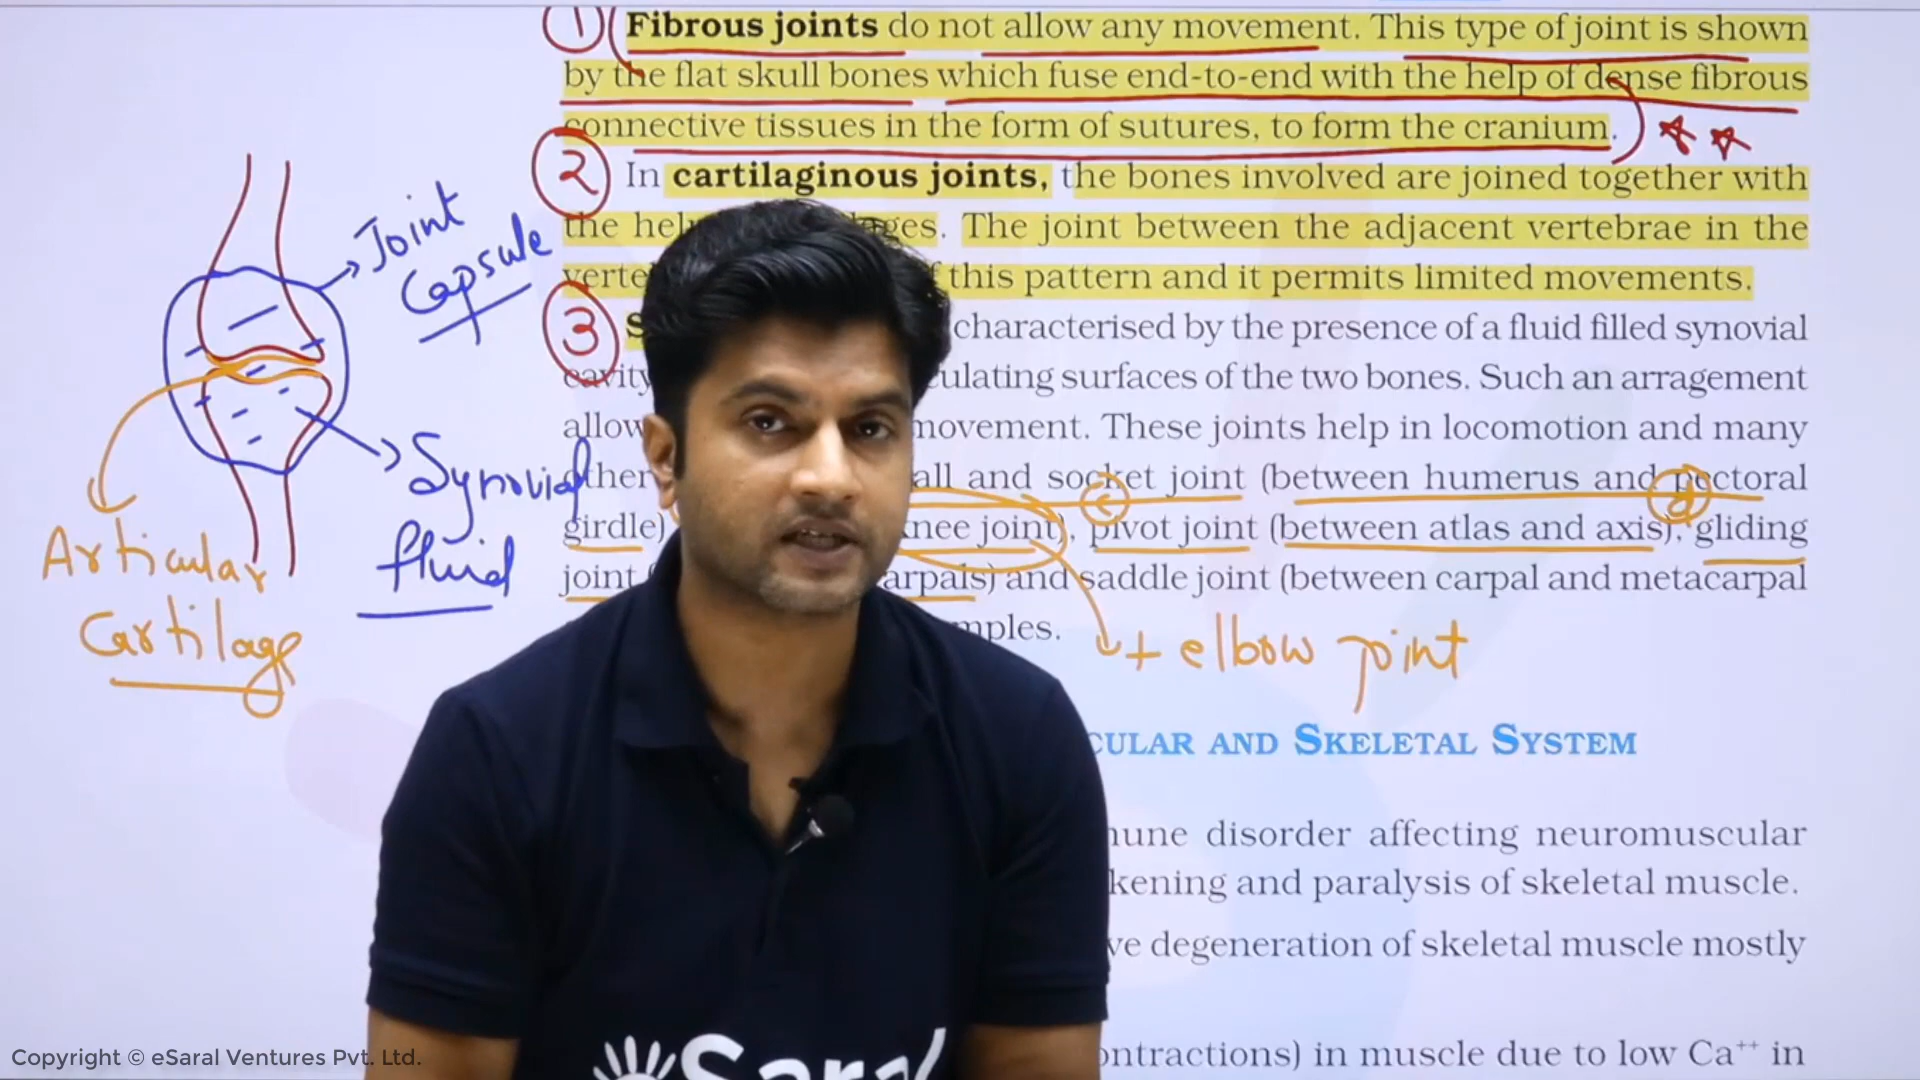 1 Fibrous joints do not allow any movement. This type of joint is shown
by the flat skull bones which fuse end-to-end with the help of dense fibrous
connective tissues in the form of sutures, to form the cranium.
2 In cartilaginous joints, the bones involved are joined together with
the ges. The joint between the adjacent vertebrae in the
this pattern and it permits limited movements.
3 characterised by the presence of a fluid filled synovial
cavity ulating surfaces of the two bones. Such an arragement
allow movement. These joints help in locomotion and many
ther all and socket joint (between humerus and pectoral
girdle) knee joint), pivot joint (between atlas and axis), gliding
joint arpals) and saddle joint (between carpal and metacarpal
mples.
c
d
Joint
Capsule
Synovial
fluid
Articular
Cartilage
+ elbow joint
CULAR AND SKELETAL SYSTEM
mune disorder affecting neuromuscular
kening and paralysis of skeletal muscle.
ve degeneration of skeletal muscle mostly
ontractions) in muscle due to low Ca++ in
eSaral
Copyright © eSaral Ventures Pvt. Ltd.